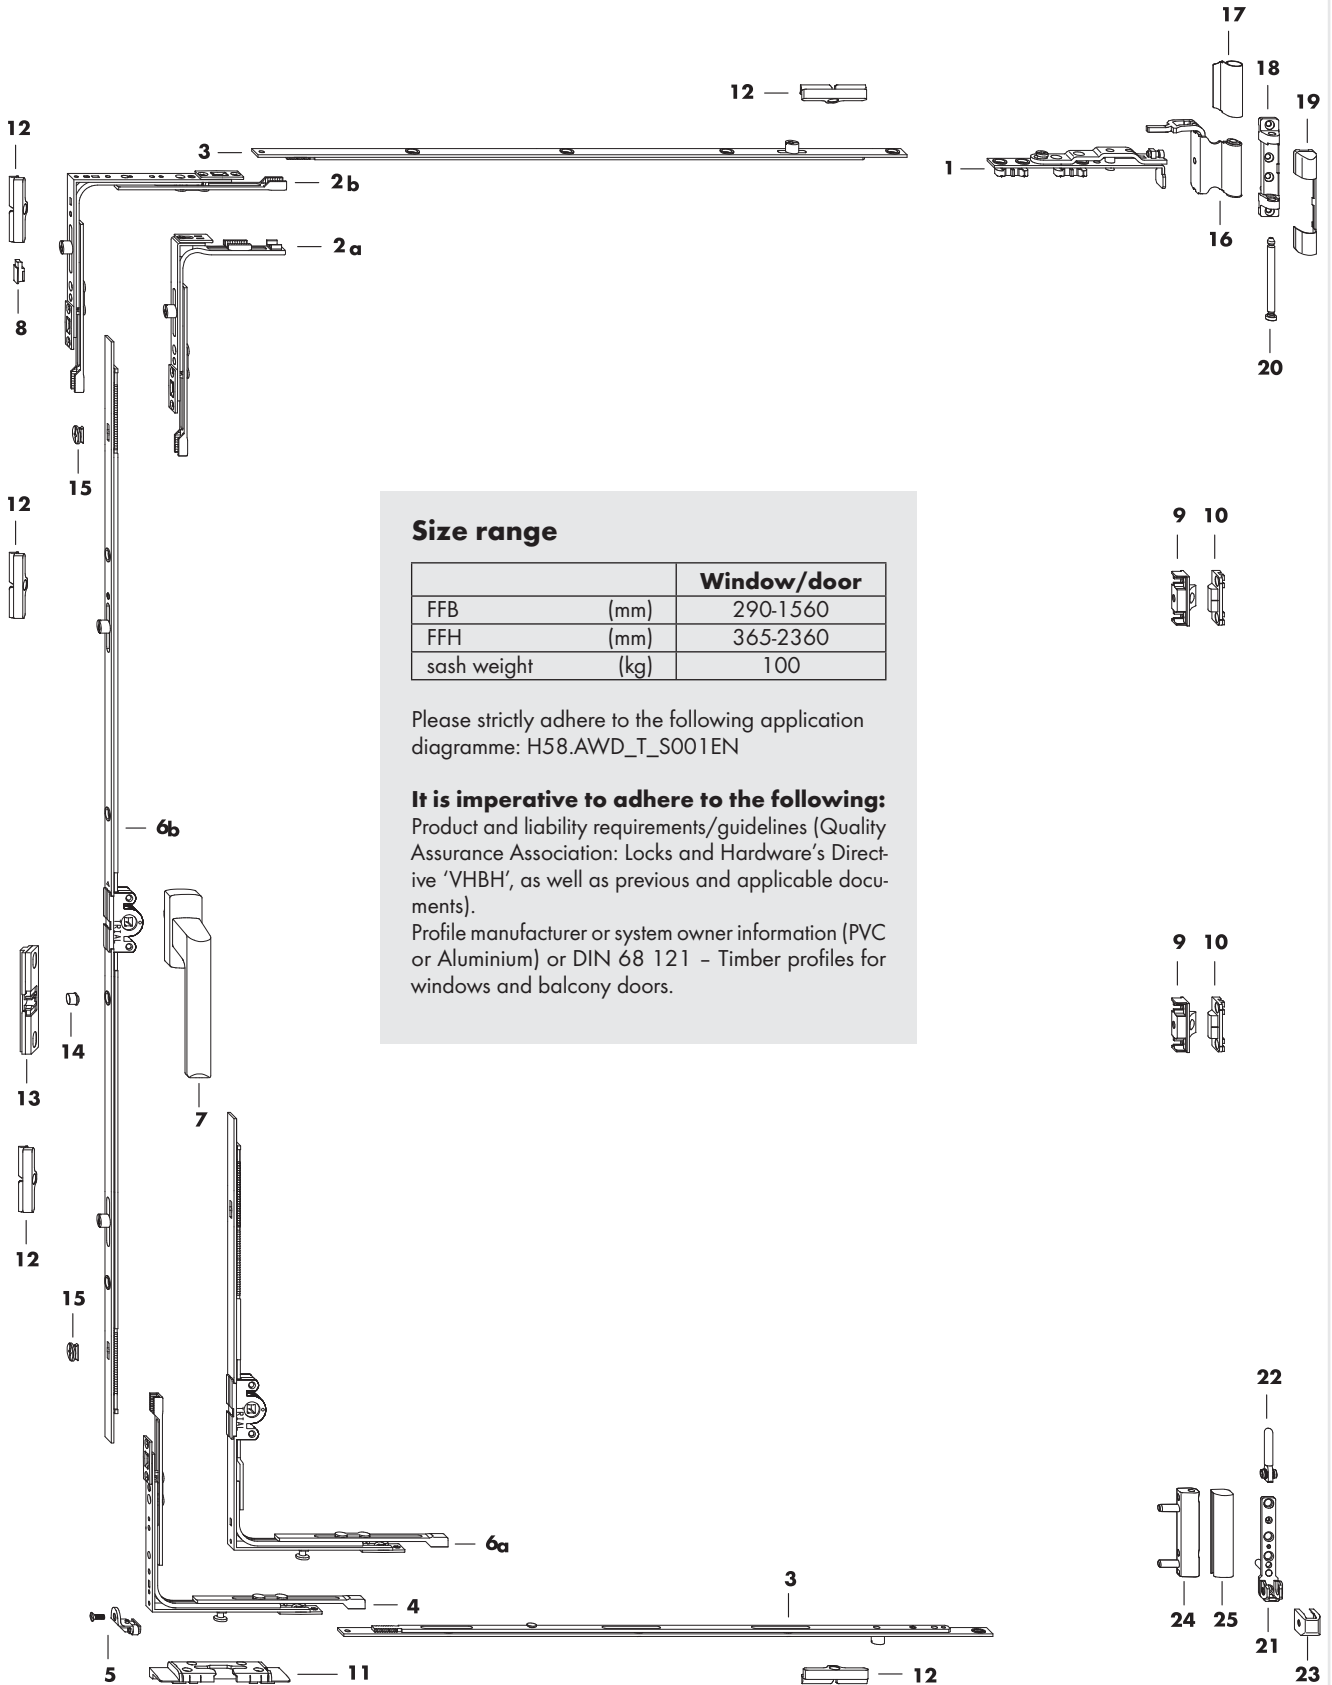 17
18
12
19
12
3
1
2b
2a
16
8
20
15
12
9 10
Size range
Window/door
FFB (mm) 290-1560
FFH (mm) 365-2360
sash weight (kg) 100
Please strictly adhere to the following application
diagramme: H58.AWD_T_S001EN
It is imperative to adhere to the following:
Product and liability requirements/guidelines (Quality
Assurance Association: Locks and Hardware's Direct-
ive 'VHBH', as well as previous and applicable docu-
ments).
Profile manufacturer or system owner information (PVC
or Aluminium) or DIN 68 121 – Timber profiles for
windows and balcony doors.
6b
TRIAL
9 10
14
13
7
12
15
22
TRIAL
6a
3
4
24 25
21
5
11
12
23